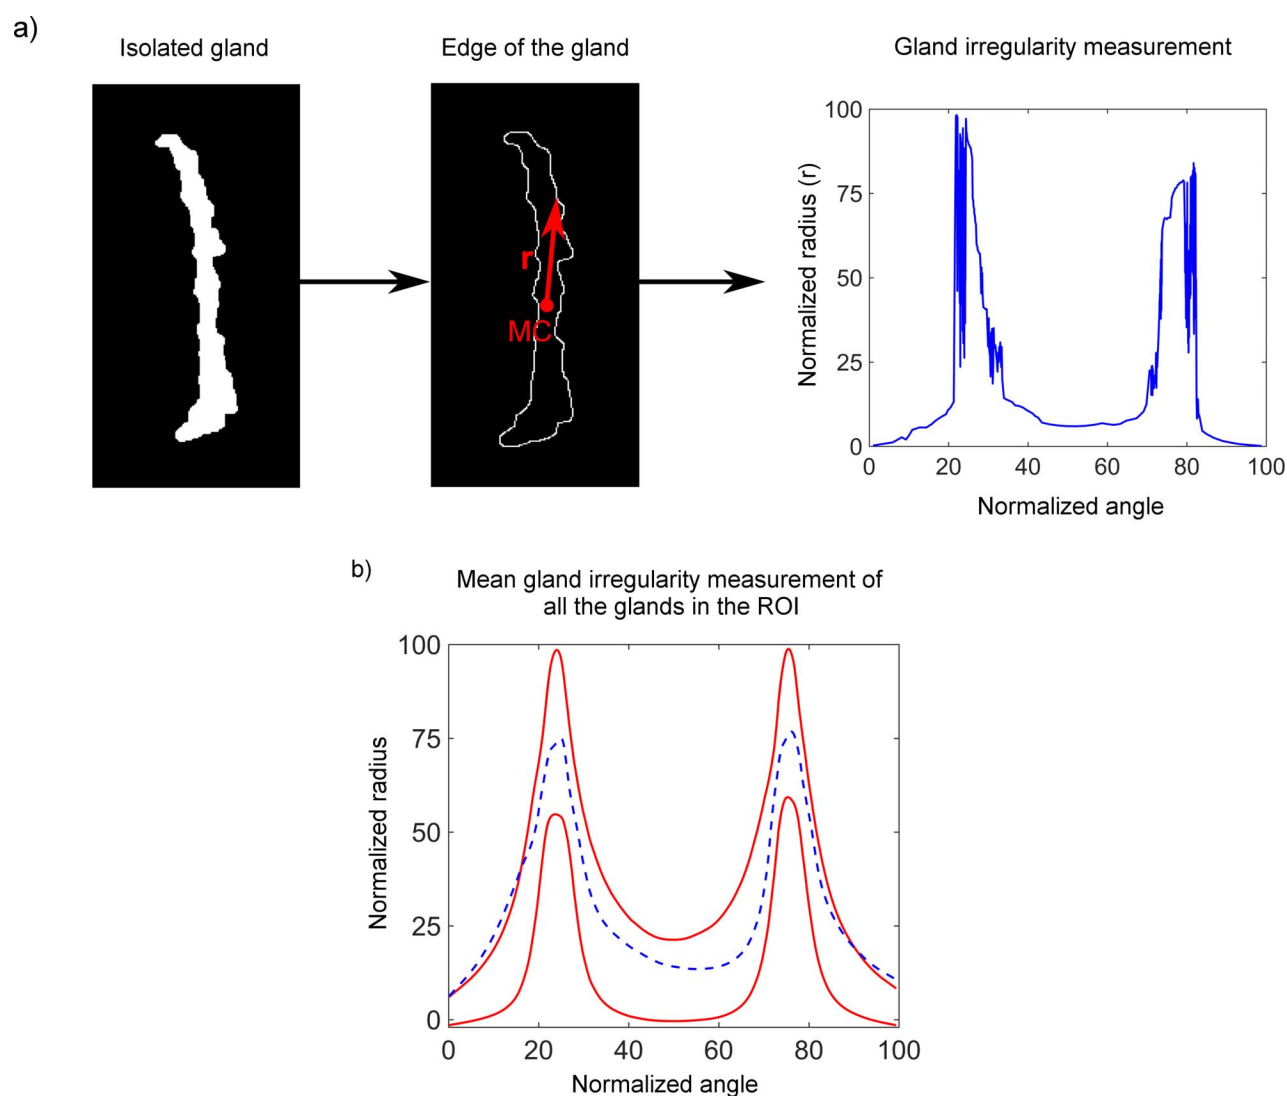 a)
Isolated gland
Edge of the gland
Gland irregularity measurement
r
MC
Normalized radius (r)
100
75
50
25
0
0 20 40 60 80 100
Normalized angle
b)
Mean gland irregularity measurement of
all the glands in the ROI
Normalized radius
100
75
50
25
0
0 20 40 60 80 100
Normalized angle